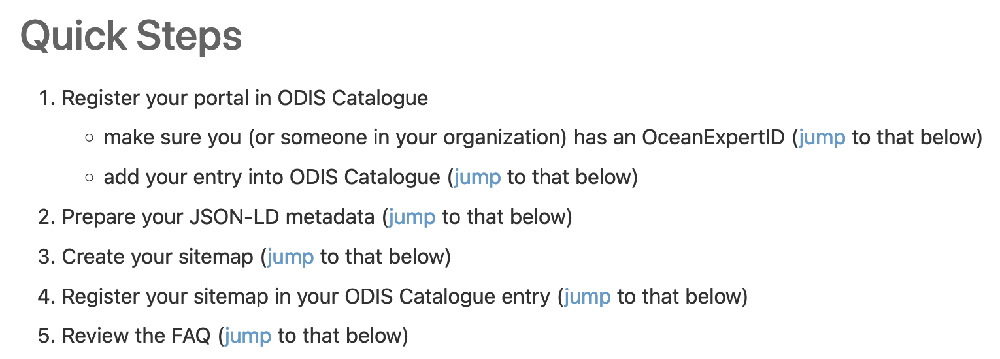 Quick Steps
1. Register your portal in ODIS Catalogue
◦ make sure you (or someone in your organization) has an OceanExpertID (jump to that below)
◦ add your entry into ODIS Catalogue (jump to that below)
2. Prepare your JSON-LD metadata (jump to that below)
3. Create your sitemap (jump to that below)
4. Register your sitemap in your ODIS Catalogue entry (jump to that below)
5. Review the FAQ (jump to that below)